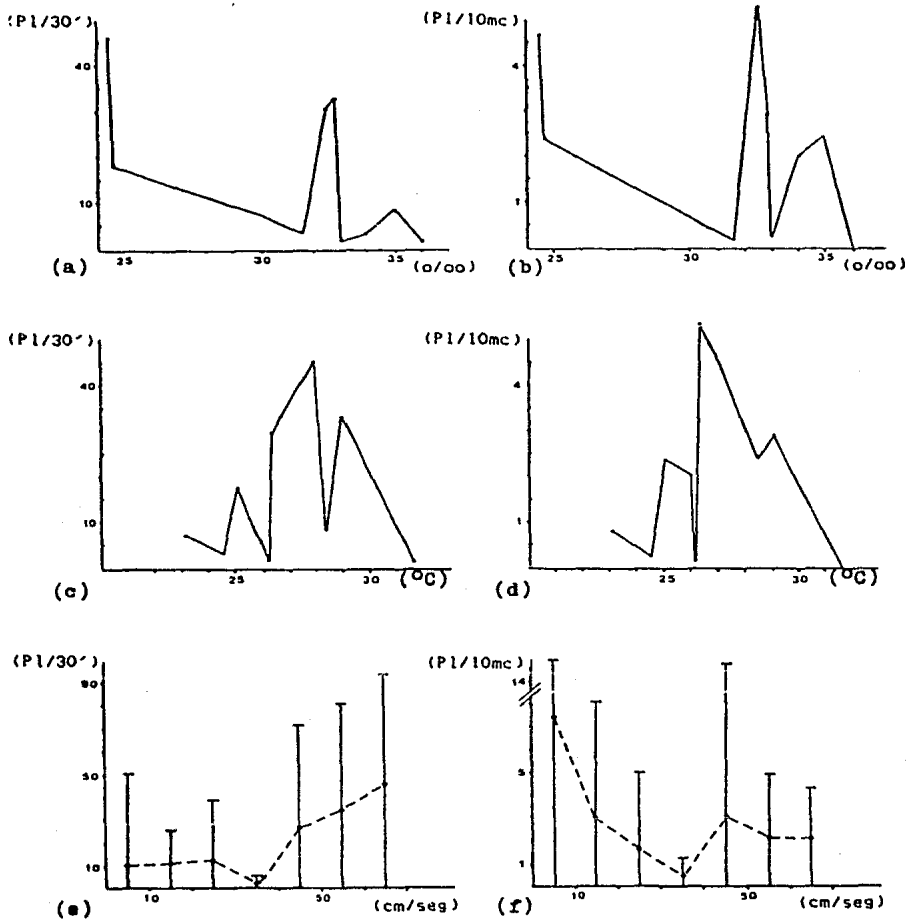 (Pl/30´)
40
10
25 30 35
(a) (o/oo)
(Pl/10mc)
4
1
25 30 35
(b) (o/oo)
(Pl/30´)
40
10
25 30
(c) (ºC)
(Pl/10mc)
4
1
25 30
(d) (ºC)
(Pl/30´)
90
50
10
10 50
(e) (cm/seg)
(Pl/10mc)
14
5
1
10 50
(f) (cm/seg)